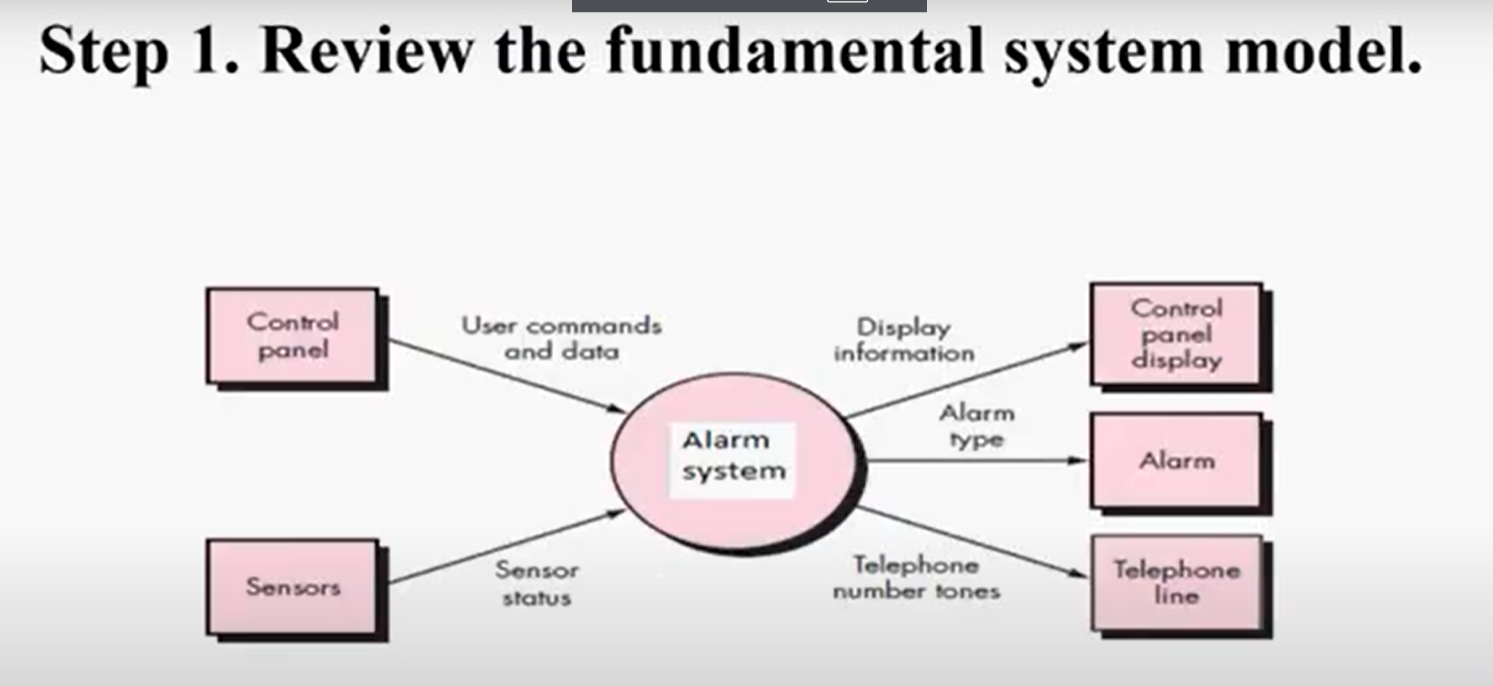 Step 1. Review the fundamental system model.
Control
panel
User commands
and data
Display
information
Control
panel
display
Alarm
system
Alarm
type
Alarm
Sensors
Sensor
status
Telephone
number tones
Telephone
line